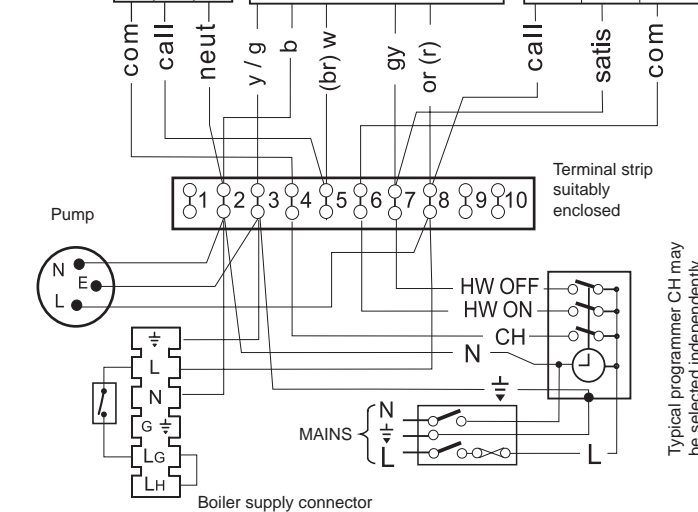 com
call
neut
y / g
b
(br) w
gy
or (r)
call
satis
com
1 2 3 4 5 6 7 8 9 10
Terminal strip
suitably
enclosed
Pump
N
E
L
HW OFF
HW ON
CH
N
Typical programmer CH may
be selected independently
L
N
G
LG
LH
MAINS
N
L
L
Boiler supply connector